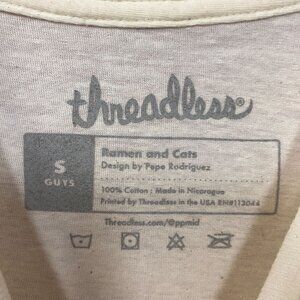 threadless®
S
GUYS
Ramen and Cats
Design by Pepe Rodriguez
100% Cotton : Made in Nicaragua
Printed by Threadless in the USA RN#113044
Threadless.com/@ppmid